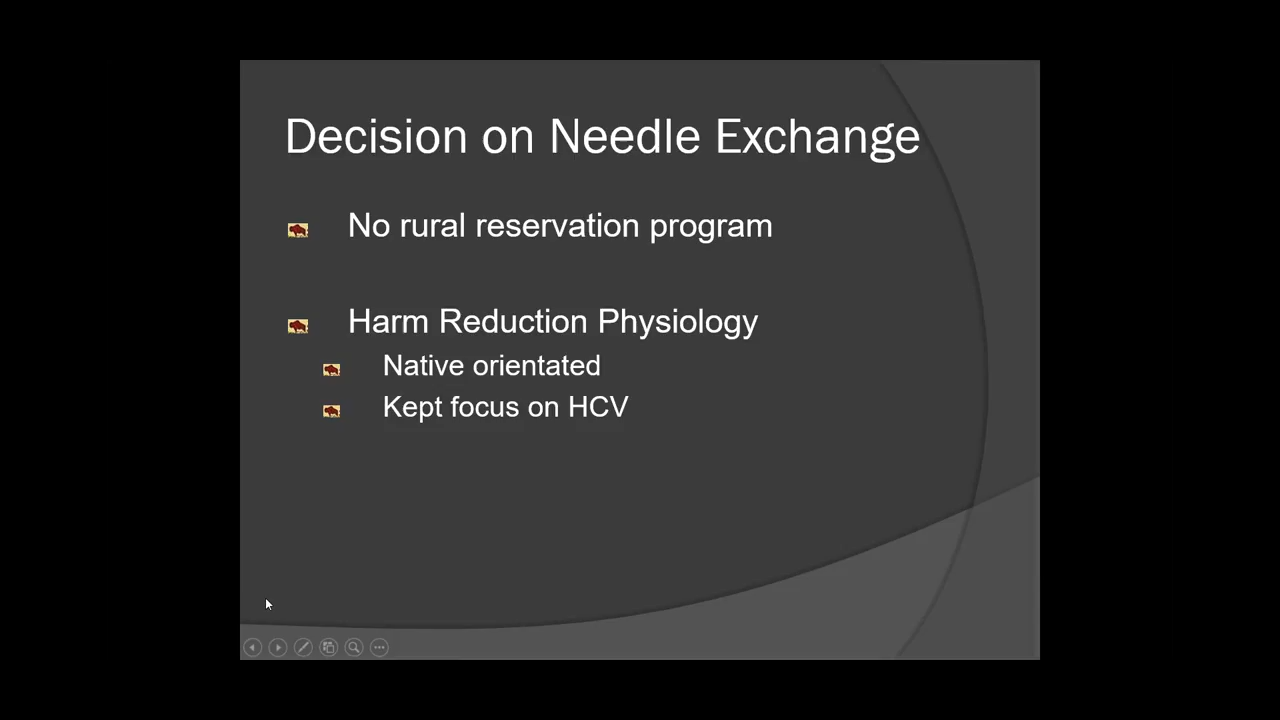 Decision on Needle Exchange
No rural reservation program
Harm Reduction Physiology
Native orientated
Kept focus on HCV